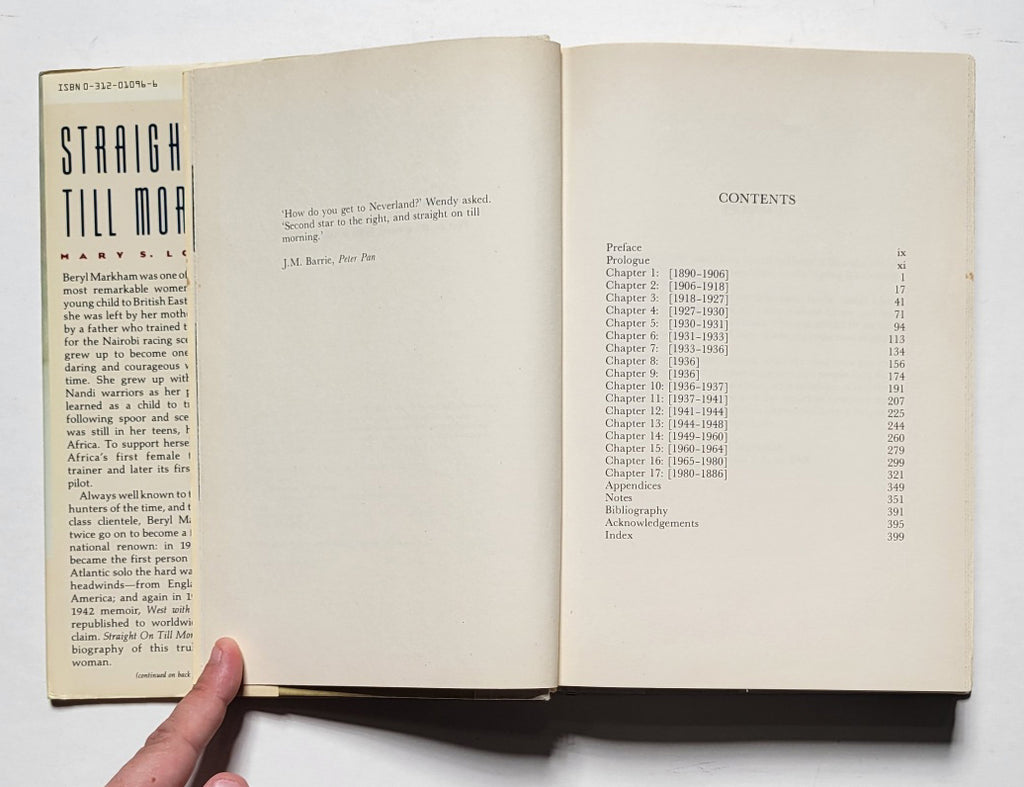 ISBN 0-312-01096-6
STRAIGH
TILL MOR
MARY S. LO
Beryl Markham was one of
most remarkable women
young child to British East
she was left by her moth
by a father who trained
for the Nairobi racing
grew up to become one
daring and courageous
time. She grew up with
Nandi warriors as her
learned as a child to
following spoor and
was still in her teens,
Africa. To support herse
Africa's first female
trainer and later its firs
pilot.
Always well known to
hunters of the time, and
class clientele, Beryl Ma
twice go on to become a
national renown: in 19
became the first person
Atlantic solo the hard wa
headwinds—from Engla
America; and again in
1942 memoir, West with
republished to worldwi
claim. Straight On Till Mor
biography of this tru
woman.
(continued on back
'How do you get to Neverland?' Wendy asked.
'Second star to the right, and straight on till
morning.'
J.M. Barrie, Peter Pan
CONTENTS
Preface ix
Prologue xi
Chapter 1: [1890–1906] 1
Chapter 2: [1906–1918] 17
Chapter 3: [1918–1927] 41
Chapter 4: [1927–1930] 71
Chapter 5: [1930–1931] 94
Chapter 6: [1931–1933] 113
Chapter 7: [1933–1936] 134
Chapter 8: [1936] 156
Chapter 9: [1936] 174
Chapter 10: [1936–1937] 191
Chapter 11: [1937–1941] 207
Chapter 12: [1941–1944] 225
Chapter 13: [1944–1948] 244
Chapter 14: [1949–1960] 260
Chapter 15: [1960–1964] 279
Chapter 16: [1965–1980] 299
Chapter 17: [1980–1886] 321
Appendices 349
Notes 351
Bibliography 391
Acknowledgements 395
Index 399